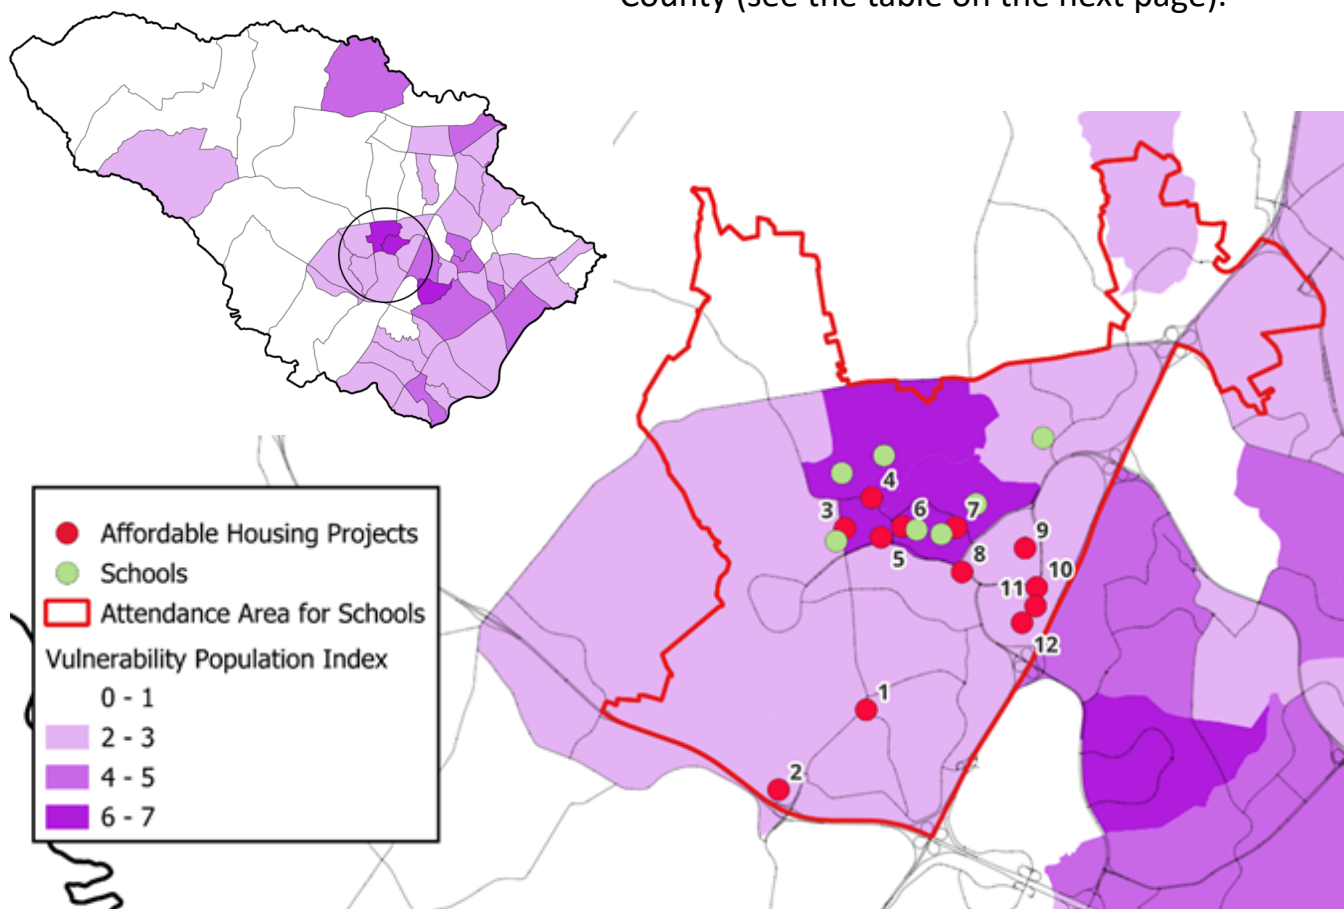 County (see the table on the next page).
Affordable Housing Projects
Schools
Attendance Area for Schools
Vulnerability Population Index
0 - 1
2 - 3
4 - 5
6 - 7
4
3
6
7
5
8
9
10
11
12
1
2